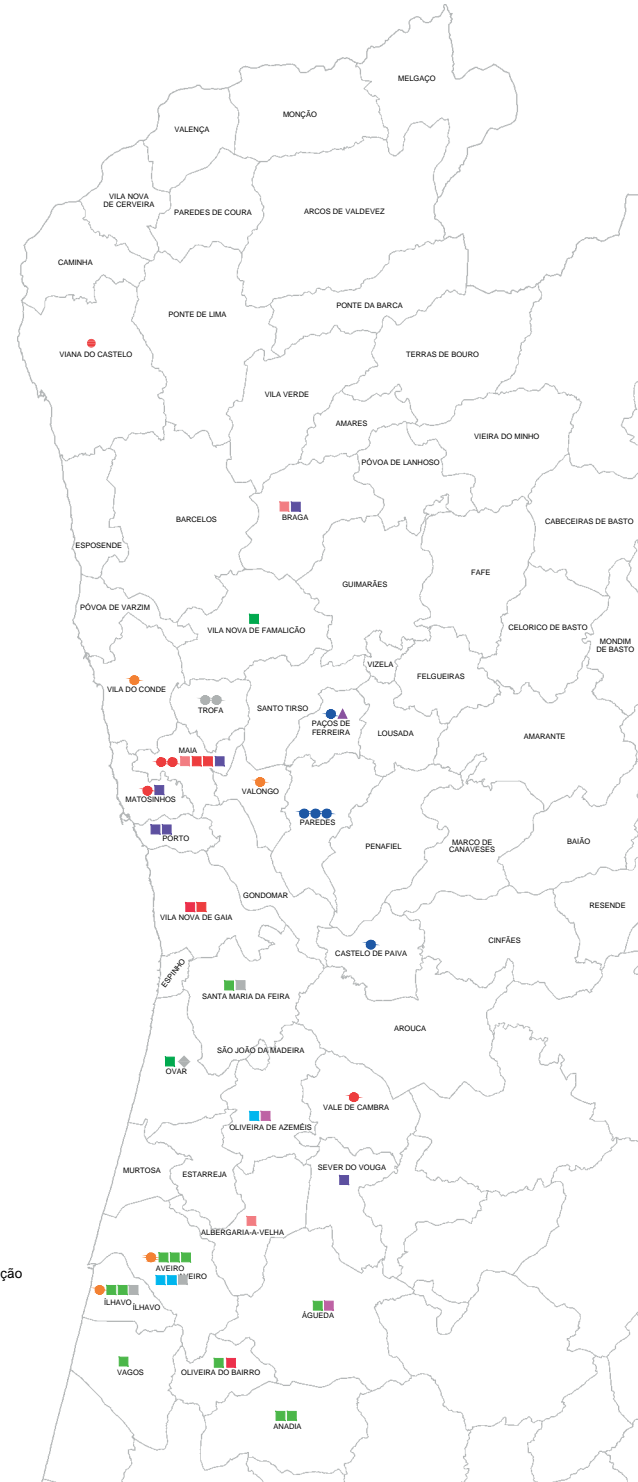 MELGAÇO
MONÇÃO
VALENÇA
VILA NOVA
DE CERVEIRA
PAREDES DE COURA
ARCOS DE VALDEVEZ
CAMINHA
PONTE DA BARCA
PONTE DE LIMA
VIANA DO CASTELO
TERRAS DE BOURO
VILA VERDE
AMARES
VIEIRA DO MINHO
PÓVOA DE LANHOSO
BRAGA
BARCELOS
CABECEIRAS DE BASTO
ESPOSENDE
FAFE
GUIMARÃES
PÓVOA DE VARZIM
VILA NOVA DE FAMALICÃO
CELORICO DE BASTO
MONDIM
DE BASTO
VIZELA
FELGUEIRAS
VILA DO CONDE
TROFA
SANTO TIRSO
PAÇOS DE
FERREIRA
LOUSADA
AMARANTE
MAIA
MATOSINHOS
VALONGO
PAREDES
PORTO
PENAFIEL
MARCO DE
CANAVESES
BAIÃO
GONDOMAR
RESENDE
VILA NOVA DE GAIA
CINFÃES
CASTELO DE PAIVA
ESPINHO
SANTA MARIA DA FEIRA
AROUCA
SÃO JOÃO DA MADEIRA
OVAR
VALE DE CAMBRA
OLIVEIRA DE AZEMÉIS
MURTOSA
ESTARREJA
SEVER DO VOUGA
ALBERGARIA-A-VELHA
AVEIRO
AVEIRO
ção
ÍLHAVO
ÍLHAVO
ÁGUEDA
VAGOS
OLIVEIRA DO BAIRRO
ANADIA